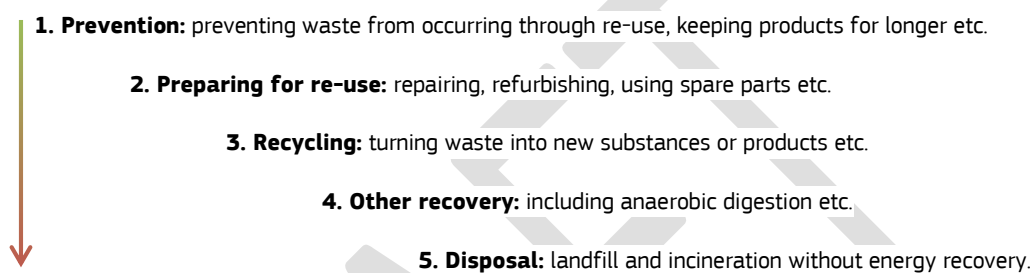 1. Prevention: preventing waste from occurring through re-use, keeping products for longer etc.
2. Preparing for re-use: repairing, refurbishing, using spare parts etc.
3. Recycling: turning waste into new substances or products etc.
4. Other recovery: including anaerobic digestion etc.
5. Disposal: landfill and incineration without energy recovery.